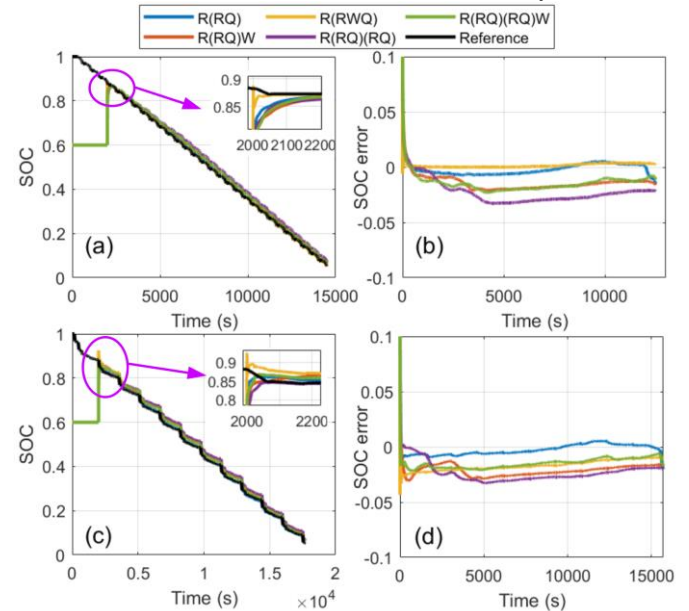 R(RQ) R(RWQ) R(RQ)(RQ)W
R(RQ)W R(RQ)(RQ) Reference
1
0.8
0.6
0.4
0.2
0
SOC
0.9
0.85
2000 2100 2200
(a)
0 5000 10000 15000
Time (s)
0.1
0.05
0
-0.05
-0.1
SOC error
(b)
0 5000 10000
Time (s)
1
0.8
0.6
0.4
0.2
0
SOC
0.9
0.85
0.8
2000 2200
(c)
0 0.5 1 1.5 2
Time (s) × 10⁴
0.1
0.05
0
-0.05
-0.1
SOC error
(d)
0 5000 10000 15000
Time (s)